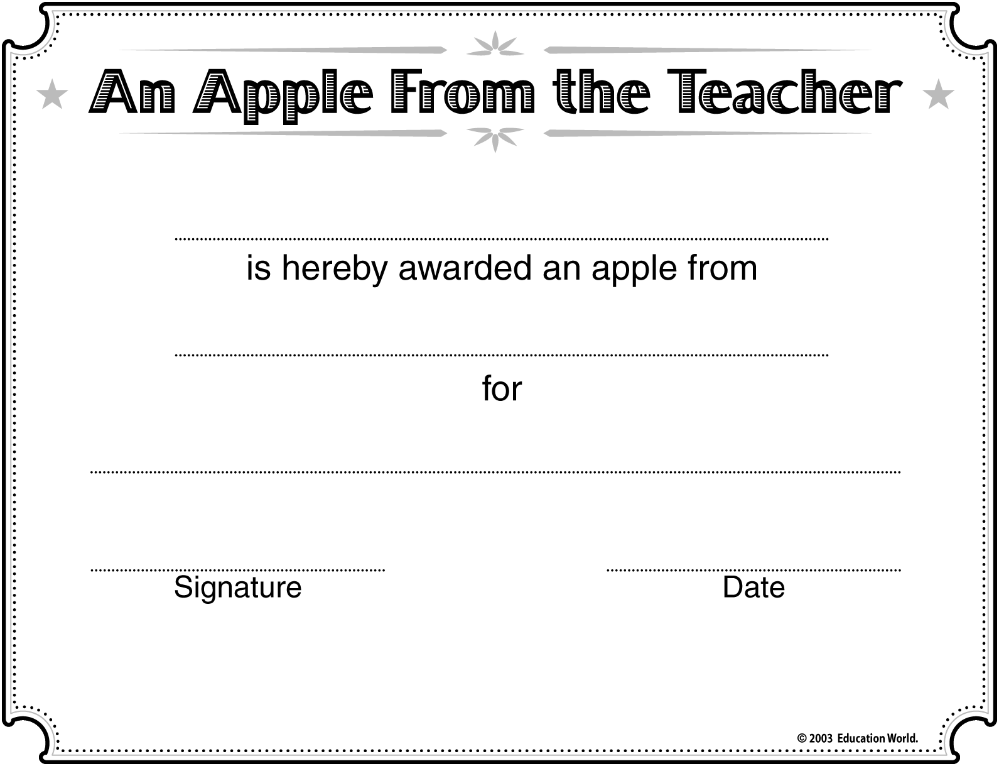 An Apple From the Teacher
is hereby awarded an apple from
for
Signature
Date
© 2003 Education World.